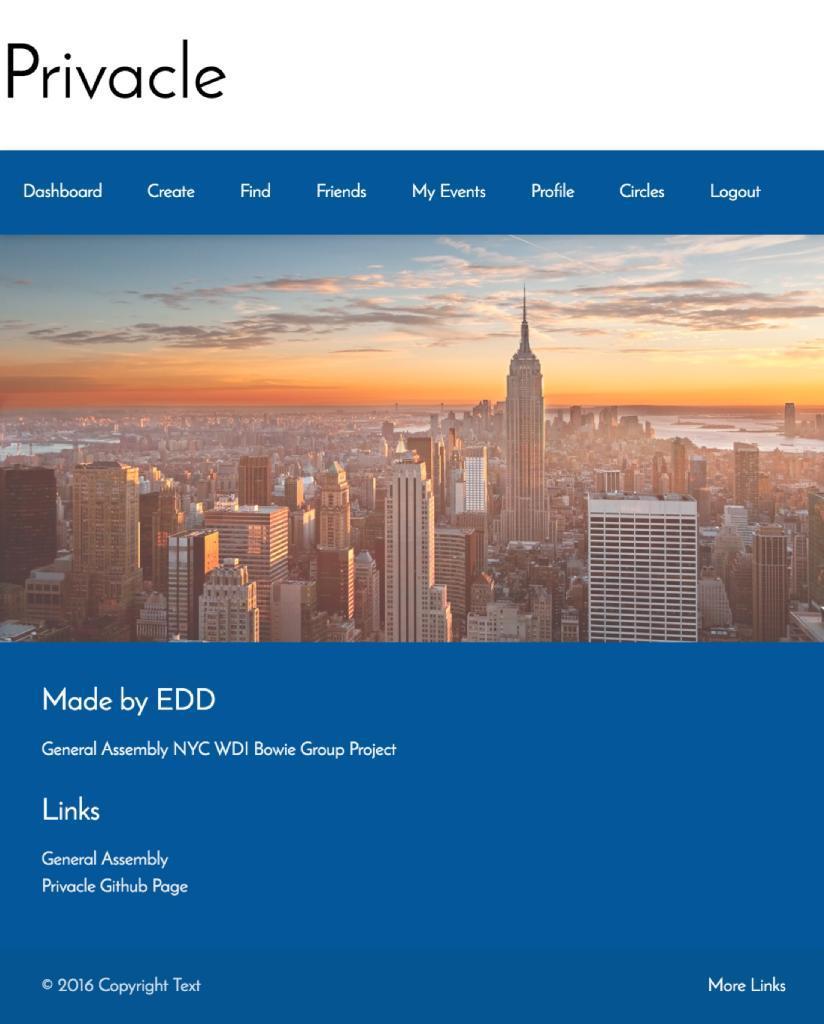 Privacle
Dashboard Create Find Friends My Events Profile Circles Logout
Made by EDD
General Assembly NYC WDI Bowie Group Project
Links
General Assembly
Privacle Github Page
© 2016 Copyright Text More Links